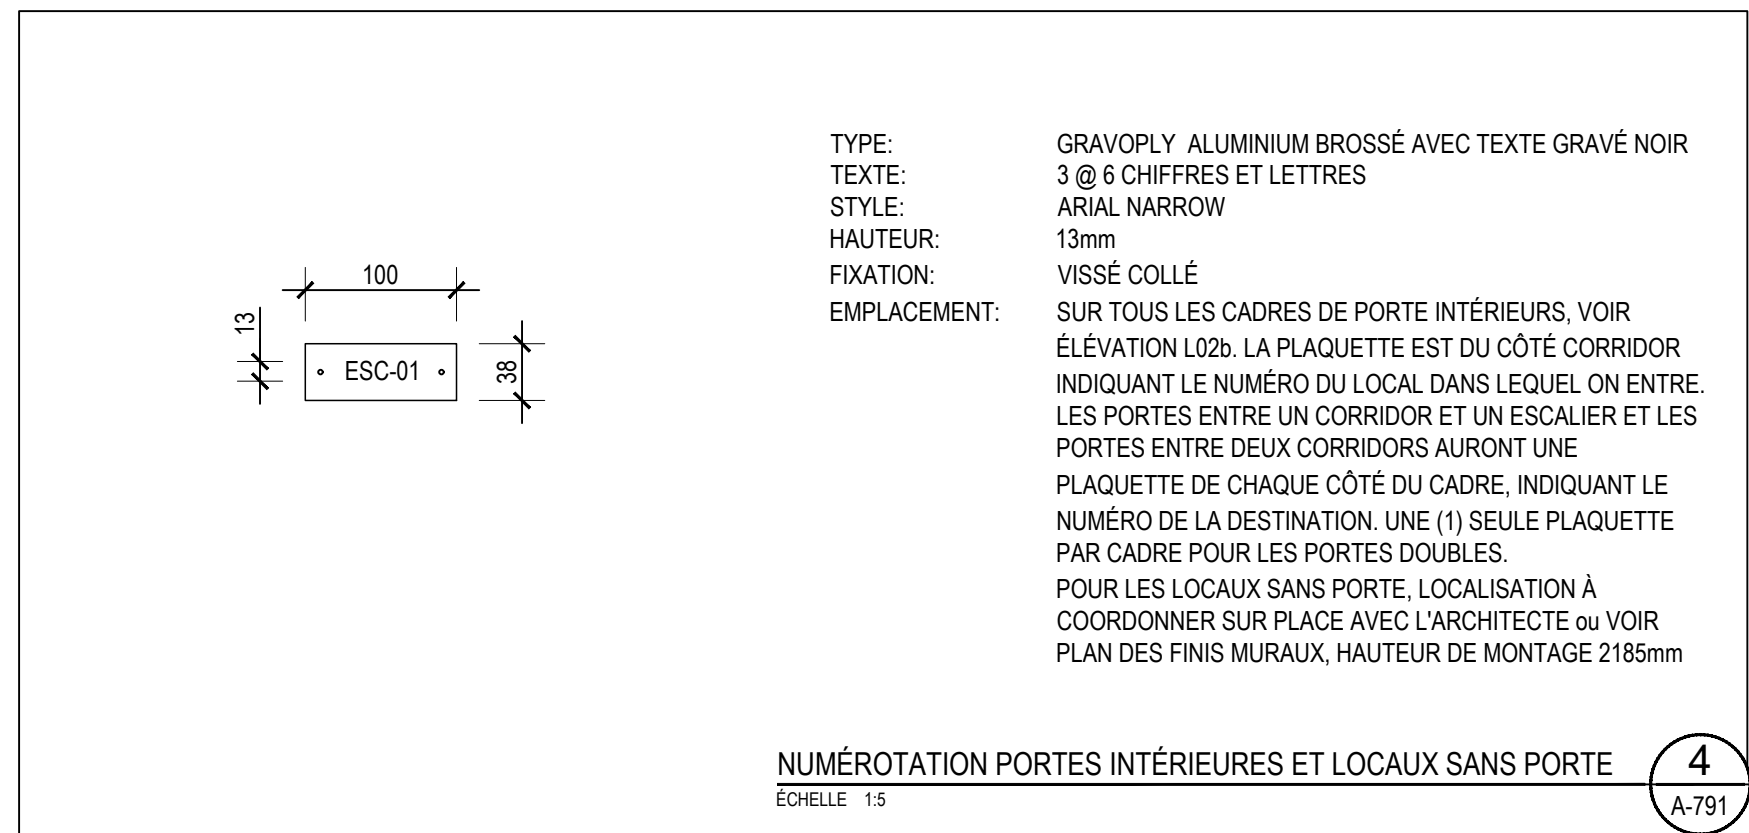 TYPE: GRAVOPLY ALUMINIUM BROSSÉ AVEC TEXTE GRAVÉ NOIR
TEXTE: 3 @ 6 CHIFFRES ET LETTRES
STYLE: ARIAL NARROW
HAUTEUR: 13mm
FIXATION: VISSÉ COLLÉ
EMPLACEMENT: SUR TOUS LES CADRES DE PORTE INTÉRIEURS, VOIR
ÉLÉVATION L02b. LA PLAQUETTE EST DU CÔTÉ CORRIDOR
INDIQUANT LE NUMÉRO DU LOCAL DANS LEQUEL ON ENTRE.
LES PORTES ENTRE UN CORRIDOR ET UN ESCALIER ET LES
PORTES ENTRE DEUX CORRIDORS AURONT UNE
PLAQUETTE DE CHAQUE CÔTÉ DU CADRE, INDIQUANT LE
NUMÉRO DE LA DESTINATION. UNE (1) SEULE PLAQUETTE
PAR CADRE POUR LES PORTES DOUBLES.
POUR LES LOCAUX SANS PORTE, LOCALISATION À
COORDONNER SUR PLACE AVEC L'ARCHITECTE ou VOIR
PLAN DES FINIS MURAUX, HAUTEUR DE MONTAGE 2185mm
100
13
ESC-01
38
NUMÉROTATION PORTES INTÉRIEURES ET LOCAUX SANS PORTE
ÉCHELLE 1:5
4
A-791